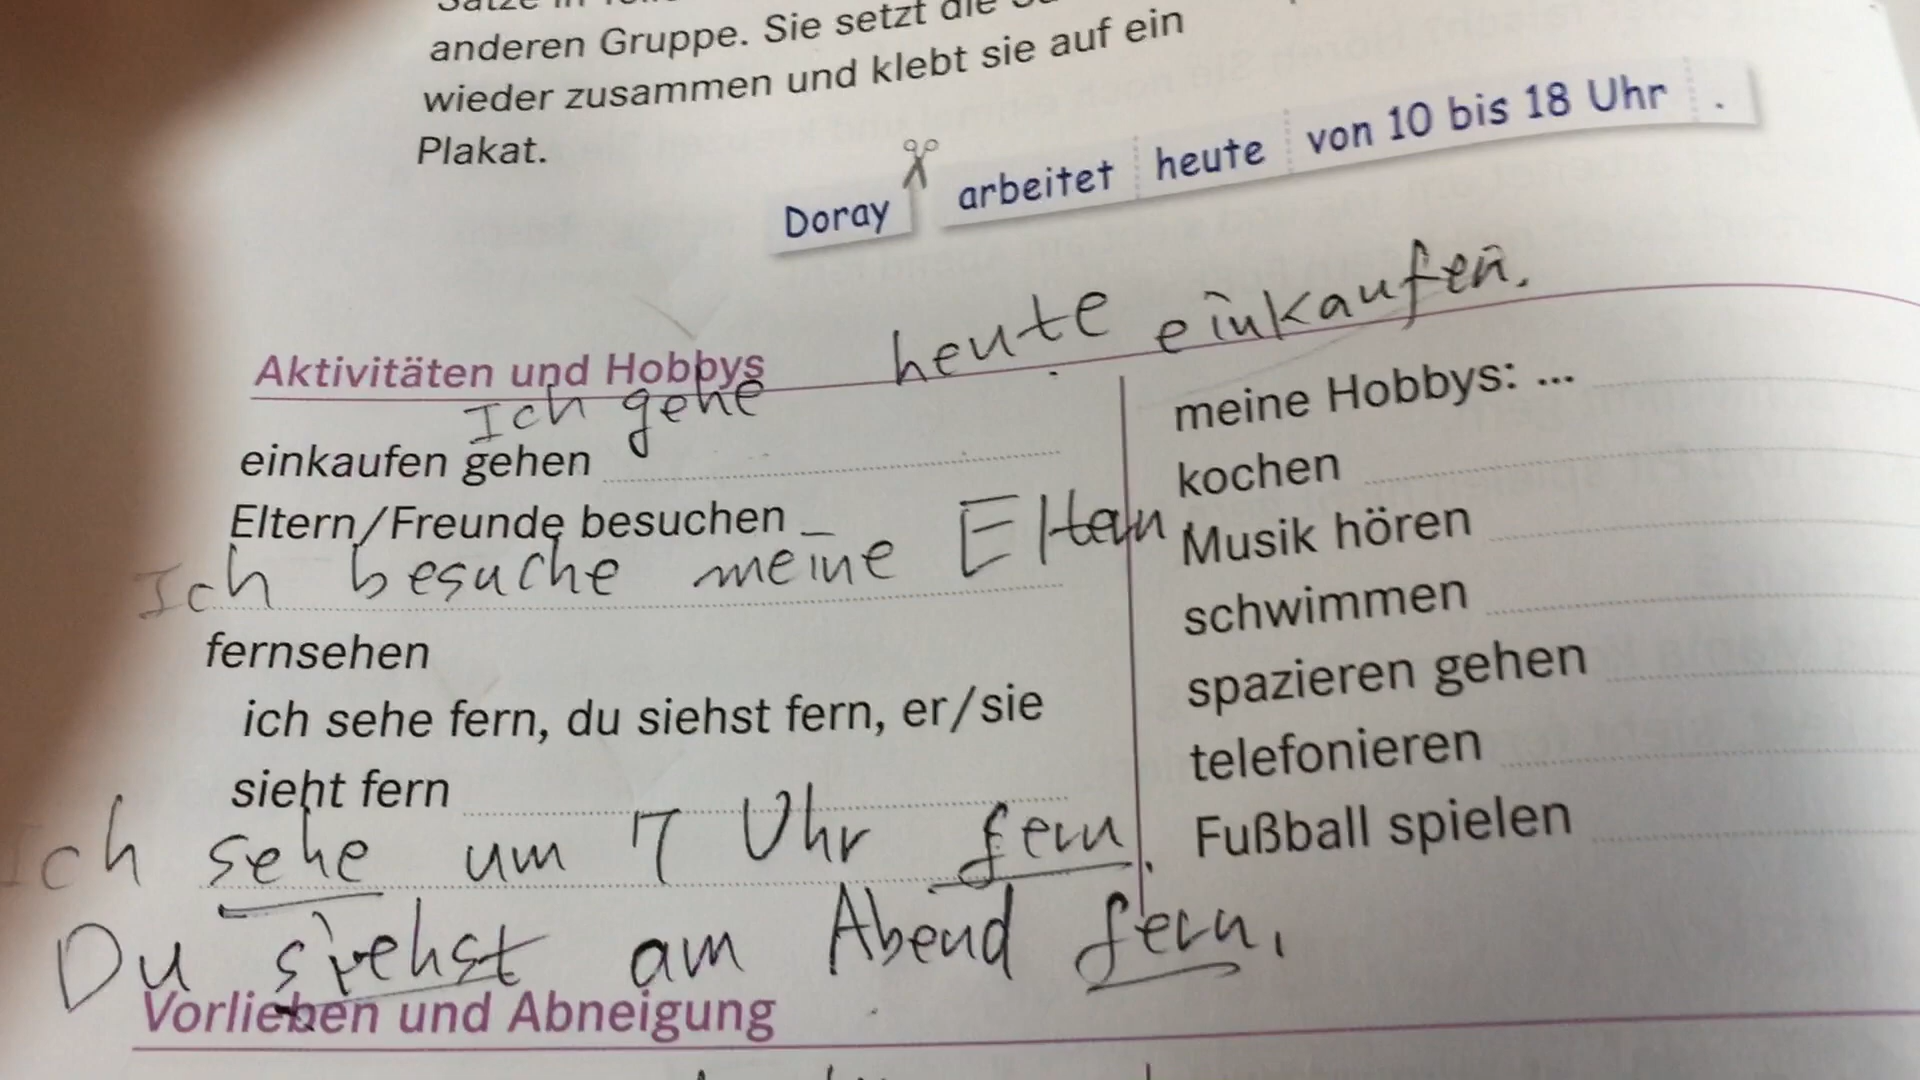 anderen Gruppe. Sie setzt die
wieder zusammen und klebt sie auf ein
Plakat.
Doray arbeitet heute von 10 bis 18 Uhr .
Aktivitäten und Hobbys
Ich gehe heute einkaufen.
einkaufen gehen
Eltern/Freunde besuchen
Ich besuche meine Eltern
fernsehen
ich sehe fern, du siehst fern, er/sie
sieht fern
Ich sehe um 7 Uhr fern.
Du siehst am Abend fern.
meine Hobbys: ...
kochen
Musik hören
schwimmen
spazieren gehen
telefonieren
Fußball spielen
Vorlieben und Abneigung